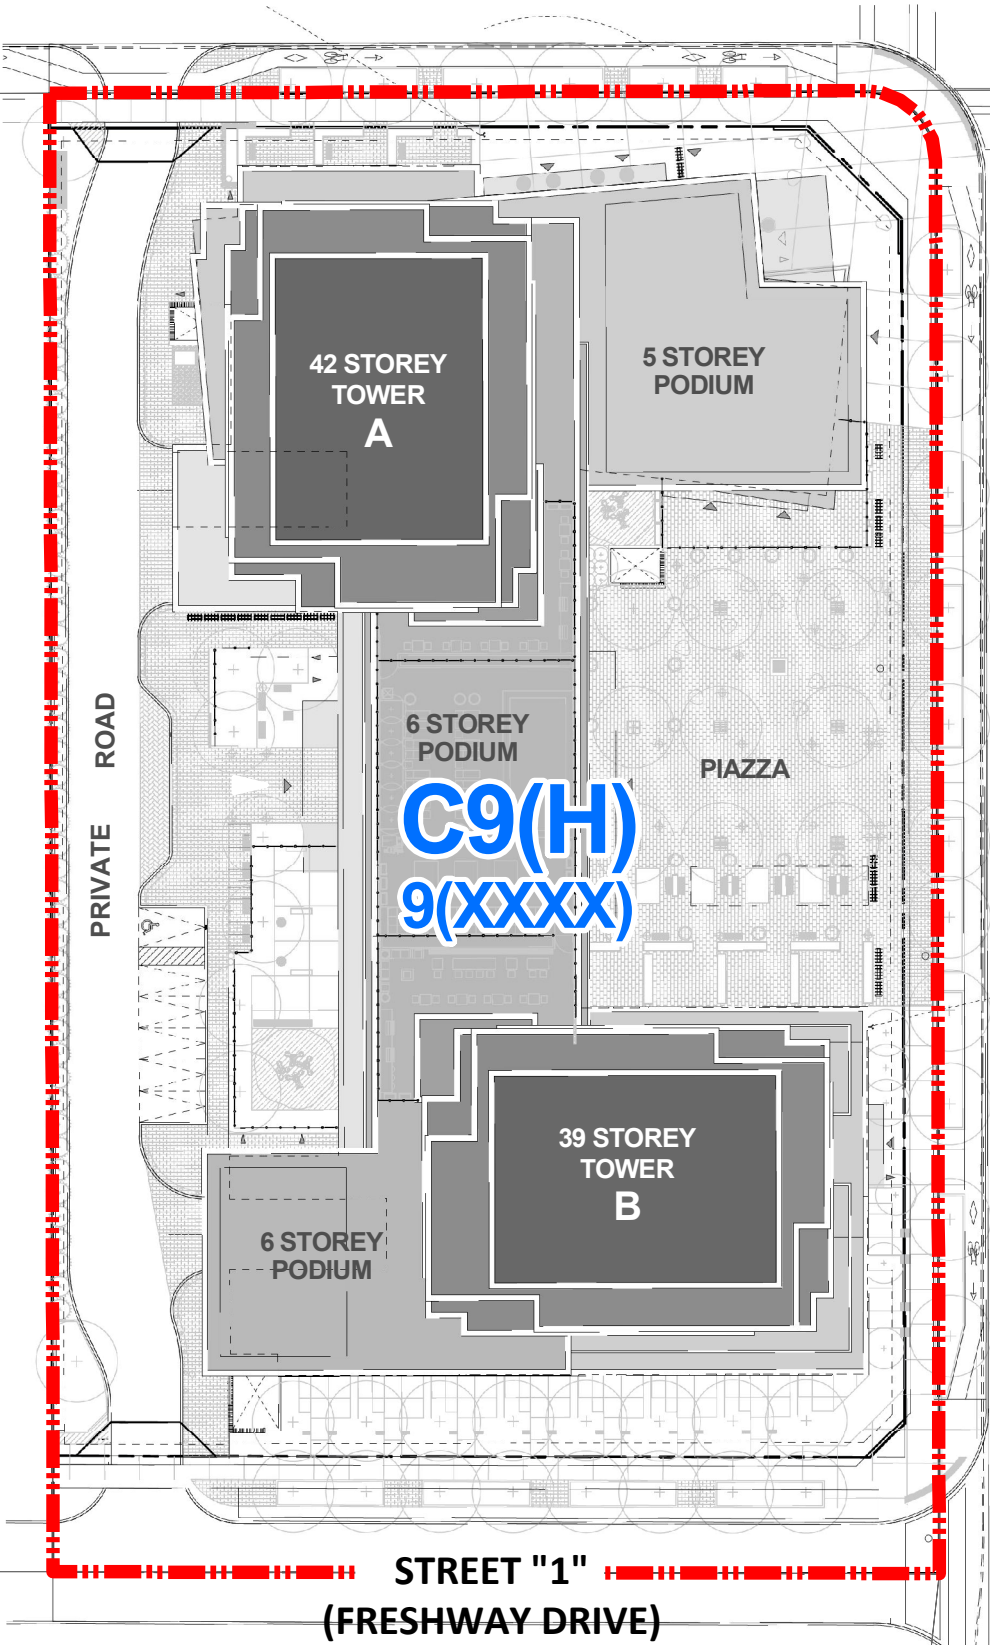 42 STOREY
TOWER
A
5 STOREY
PODIUM
PRIVATE ROAD
6 STOREY
PODIUM
PIAZZA
C9(H)
9(XXXX)
39 STOREY
TOWER
B
6 STOREY
PODIUM
STREET "1"
(FRESHWAY DRIVE)